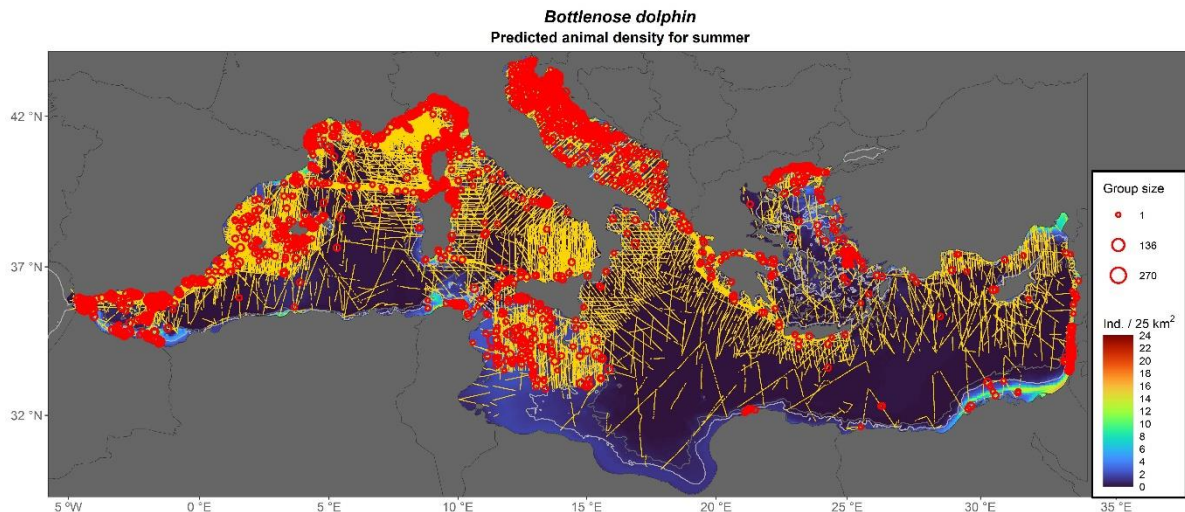 Bottlenose dolphin
Predicted animal density for summer
42 °N
37 °N
32 °N
5 °W
0 °E
5 °E
10 °E
15 °E
20 °E
25 °E
30 °E
35 °E
Group size
1
136
270
Ind. / 25 km²
24
22
20
18
16
14
12
10
8
6
4
2
0